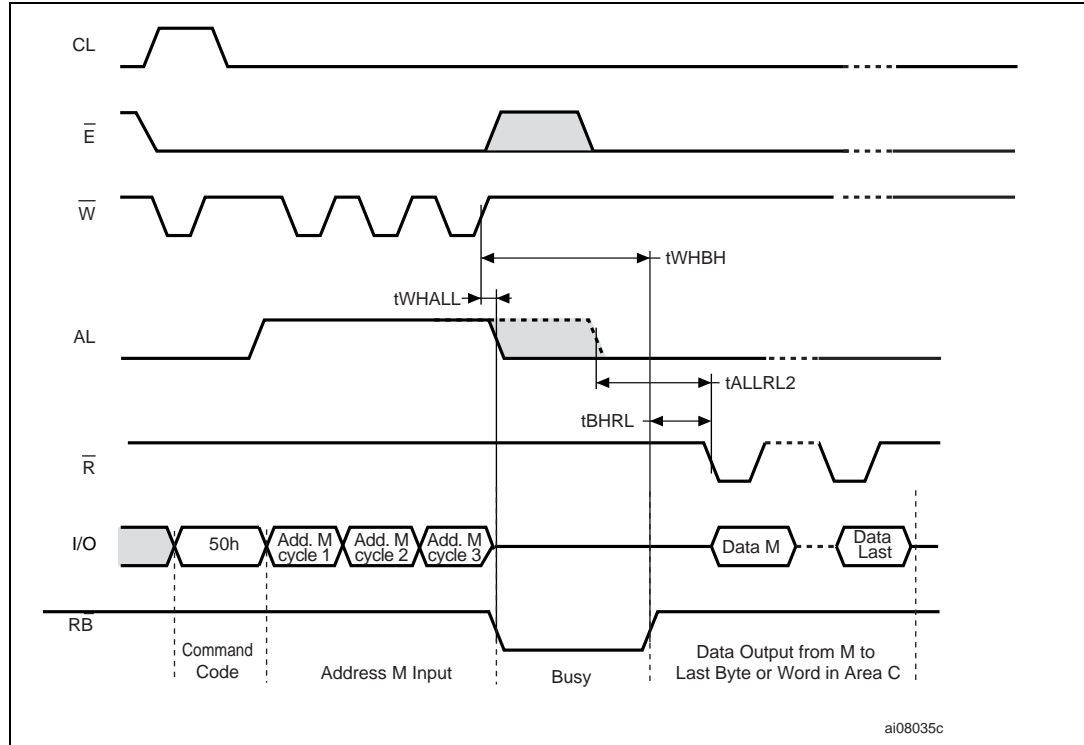 CL
E
W
tWHBH
tWHALL
AL
tALLRL2
tBHRL
R
I/O
50h
Add. M
cycle 1
Add. M
cycle 2
Add. M
cycle 3
Data M
Data
Last
RB
Command
Code
Address M Input
Busy
Data Output from M to
Last Byte or Word in Area C
ai08035c